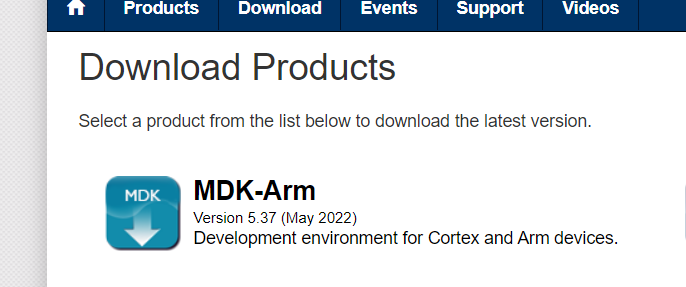 Products Download Events Support Videos
Download Products
Select a product from the list below to download the latest version.
MDK
MDK-Arm
Version 5.37 (May 2022)
Development environment for Cortex and Arm devices.